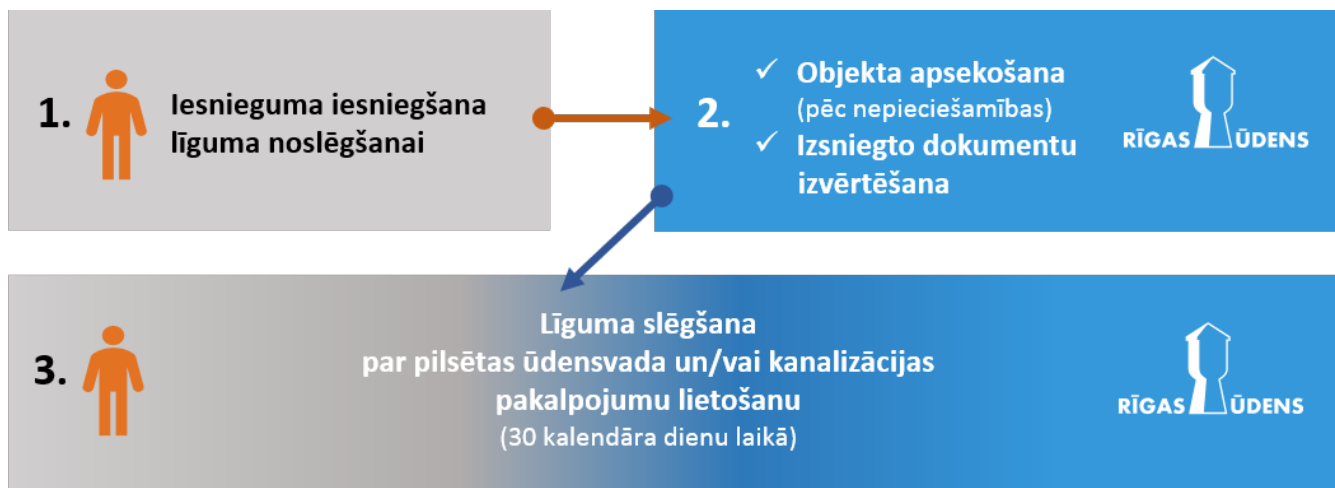 1.
Iesnieguma iesniegšana
līguma noslēgšanai
2.
✓ Objekta apsekošana
(pēc nepieciešamības)
✓ Izsniegto dokumentu
izvērtēšana
RĪGAS ŪDENS
3.
Līguma slēgšana
par pilsētas ūdensvada un/vai kanalizācijas
pakalpojumu lietošanu
(30 kalendāra dienu laikā)
RĪGAS ŪDENS